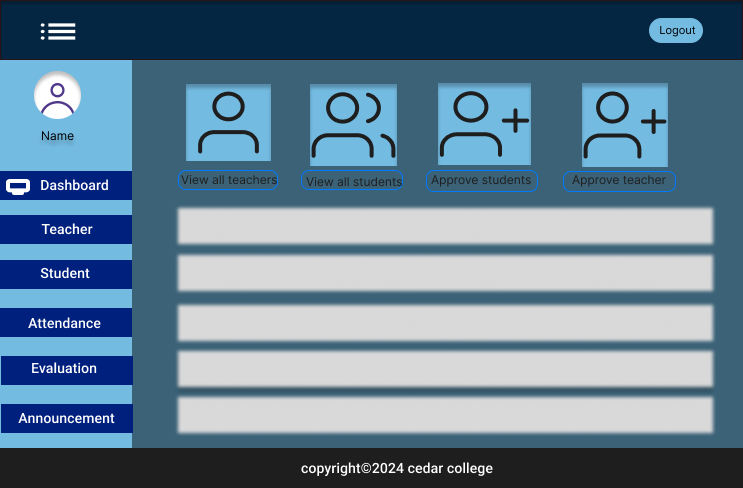 Logout
Name
View all teachers
View all students
Approve students
Approve teacher
Dashboard
Teacher
Student
Attendance
Evaluation
Announcement
copyright©2024 cedar college